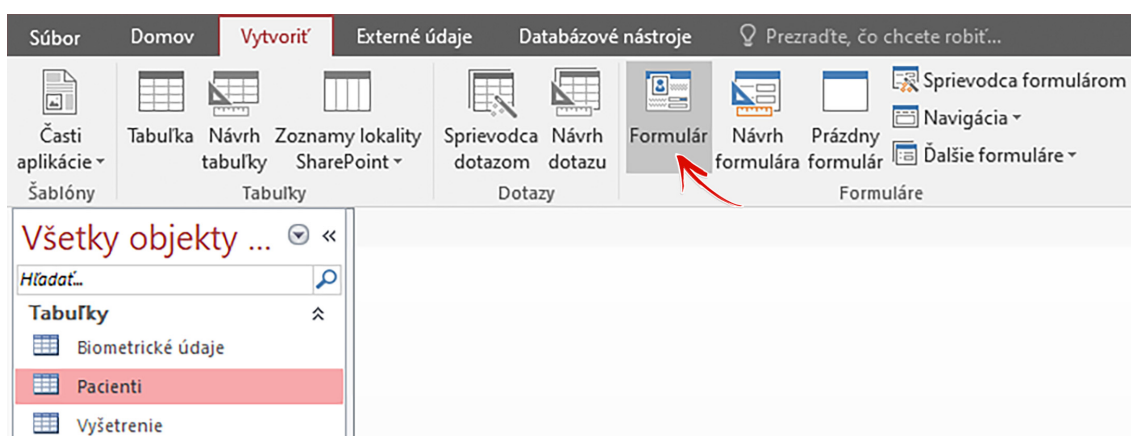 Súbor Domov Vytvoriť Externé údaje Databázové nástroje Prezraďte, čo chcete robiť...
Časti aplikácie
Tabuľka
Návrh tabuľky
Zoznamy lokality SharePoint
Šablóny
Tabuľky
Sprievodca dotazom
Návrh dotazu
Dotazy
Formulár
Návrh formulára
Prázdny formulár
Sprievodca formulárom
Navigácia
Ďalšie formuláre
Formuláre
Všetky objekty ...
Hľadať...
Tabuľky
Biometrické údaje
Pacienti
Vyšetrenie